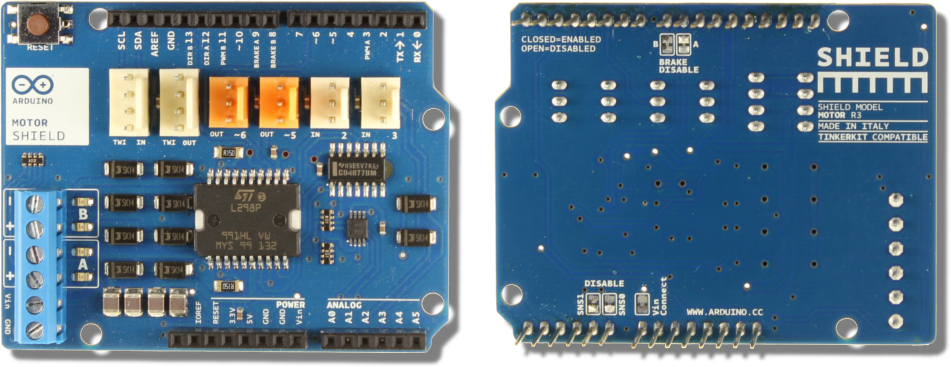 RESET
SCL
SDA
AREF
GND
DIR B 13
DIR A 12
PWM B 11
~10
BRAKE A 9
BRAKE B 8
7
~6
~5
4
PWM A 3
2
TX→1
RX←0
ARDUINO
MOTOR
SHIELD
TWI IN
TWI OUT
OUT ~6
OUT ~5
IN 2
IN 3
R150
CD4077BM
L298P
991HL VW
MYS 99 132
− + B
− + A
Vin
GND
POWER
ANALOG
IOREF
RESET
3.3V
5V
GND
GND
Vin
A0
A1
A2
A3
A4
A5
CLOSED=ENABLED
OPEN=DISABLED
B A
BRAKE
DISABLE
SHIELD
SHIELD MODEL
MOTOR R3
MADE IN ITALY
TINKERKIT COMPATIBLE
DISABLE
SNS1
SNS0
Vin
Connect
WWW.ARDUINO.CC